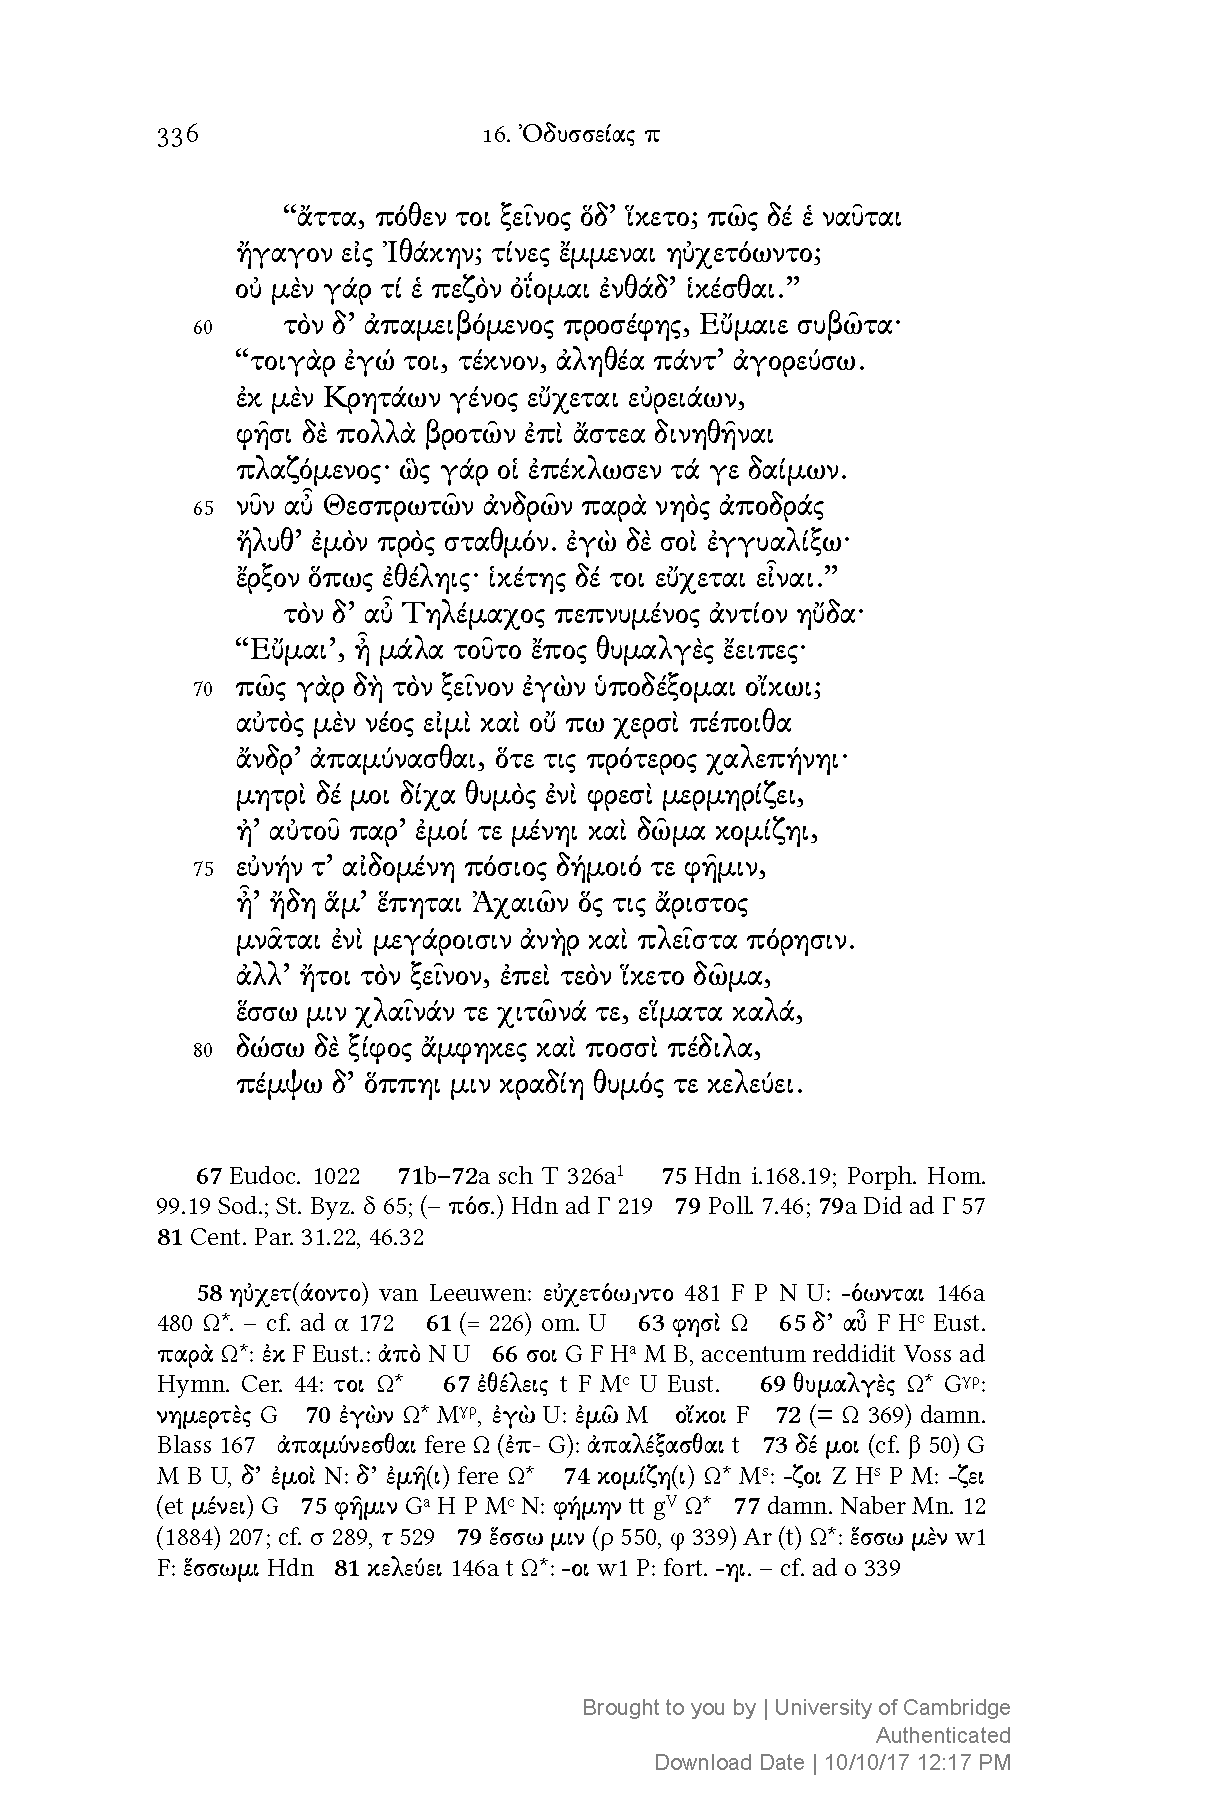 336 16. Ὀδυσσείας π
“ἄττα, πόθεν τοι ξεῖνος ὅδ’ ἵκετο; πῶς δέ ἑ ναῦται
ἤγαγον εἰς Ἰθάκην; τίνες ἔμμεναι ηὐχετόωντο;
οὐ μὲν γάρ τί ἑ πεζὸν ὀΐομαι ἐνθάδ’ ἱκέσθαι.”
60 τὸν δ’ ἀπαμειβόμενος προσέφης, Εὔμαιε συβῶτα·
“τοιγὰρ ἐγώ τοι, τέκνον, ἀληθέα πάντ’ ἀγορεύσω.
ἐκ μὲν Κρητάων γένος εὔχεται εὐρειάων,
φῆσι δὲ πολλὰ βροτῶν ἐπὶ ἄστεα δινηθῆναι
πλαζόμενος· ὣς γάρ οἱ ἐπέκλωσεν τά γε δαίμων.
65 νῦν αὖ Θεσπρωτῶν ἀνδρῶν παρὰ νηὸς ἀποδράς
ἤλυθ’ ἐμὸν πρὸς σταθμόν. ἐγὼ δὲ σοὶ ἐγγυαλίξω·
ἔρξον ὅπως ἐθέληις· ἱκέτης δέ τοι εὔχεται εἶναι.”
τὸν δ’ αὖ Τηλέμαχος πεπνυμένος ἀντίον ηὔδα·
“Εὔμαι’, ἦ μάλα τοῦτο ἔπος θυμαλγὲς ἔειπες·
70 πῶς γὰρ δὴ τὸν ξεῖνον ἐγὼν ὑποδέξομαι οἴκωι;
αὐτὸς μὲν νέος εἰμὶ καὶ οὔ πω χερσὶ πέποιθα
ἄνδρ’ ἀπαμύνασθαι, ὅτε τις πρότερος χαλεπήνηι·
μητρὶ δέ μοι δίχα θυμὸς ἐνὶ φρεσὶ μερμηρίζει,
ἠ’ αὐτοῦ παρ’ ἐμοί τε μένηι καὶ δῶμα κομίζηι,
75 εὐνήν τ’ αἰδομένη πόσιος δήμοιό τε φῆμιν,
ἦ’ ἤδη ἅμ’ ἕπηται Ἀχαιῶν ὅς τις ἄριστος
μνᾶται ἐνὶ μεγάροισιν ἀνὴρ καὶ πλεῖστα πόρησιν.
ἀλλ’ ἤτοι τὸν ξεῖνον, ἐπεὶ τεὸν ἵκετο δῶμα,
ἕσσω μιν χλαῖνάν τε χιτῶνά τε, εἵματα καλά,
80 δώσω δὲ ξίφος ἄμφηκες καὶ ποσσὶ πέδιλα,
πέμψω δ’ ὅππηι μιν κραδίη θυμός τε κελεύει.
67 Eudoc. 1022 71b–72a sch T 326a¹ 75 Hdn i.168.19; Porph. Hom.
99.19 Sod.; St. Byz. δ 65; (– πόσ.) Hdn ad Γ 219 79 Poll. 7.46; 79a Did ad Γ 57
81 Cent. Par. 31.22, 46.32
58 ηὐχετ(άοντο) van Leeuwen: εὐχετόω⌟ντο 481 F P N U: -όωνται 146a
480 Ω*. – cf. ad α 172 61 (= 226) om. U 63 φησὶ Ω 65 δ’ αὖ F Hᶜ Eust.
παρὰ Ω*: ἐκ F Eust.: ἀπὸ N U 66 σοι G F Hᵃ M B, accentum reddidit Voss ad
Hymn. Cer. 44: τοι Ω* 67 ἐθέλεις t F Mᶜ U Eust. 69 θυμαλγὲς Ω* Gᵞᵖ:
νημερτὲς G 70 ἐγὼν Ω* Mᵞᵖ, ἐγὼ U: ἐμῶ M οἴκοι F 72 (= Ω 369) damn.
Blass 167 ἀπαμύνεσθαι fere Ω (ἐπ- G): ἀπαλέξασθαι t 73 δέ μοι (cf. β 50) G
M B U, δ’ ἐμοὶ N: δ’ ἐμῆ(ι) fere Ω* 74 κομίζη(ι) Ω* Mˢ: -ζοι Z Hˢ P M: -ζει
(et μένει) G 75 φῆμιν Gᵃ H P Mᶜ N: φήμην tt gⱽ Ω* 77 damn. Naber Mn. 12
(1884) 207; cf. σ 289, τ 529 79 ἕσσω μιν (ρ 550, φ 339) Ar (t) Ω*: ἕσσω μὲν w1
F: ἕσσωμι Hdn 81 κελεύει 146a t Ω*: -οι w1 P: fort. -ηι. – cf. ad ο 339
Brought to you by | University of Cambridge
Authenticated
Download Date | 10/10/17 12:17 PM